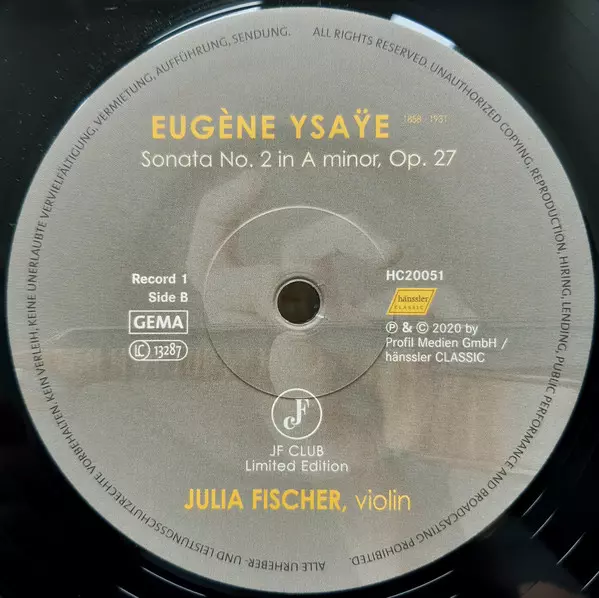 EUGÈNE YSAŸE 1858 - 1931
Sonata No. 2 in A minor, Op. 27
Record 1
Side B
GEMA
LC 13287
HC20051
hänssler
CLASSIC
℗ & © 2020 by
Profil Medien GmbH /
hänssler CLASSIC
JF
JF CLUB
Limited Edition
JULIA FISCHER, violin
ALLE URHEBER- UND LEISTUNGSSCHUTZRECHTE VORBEHALTEN KEIN VERLEIH, KEINE UNERLAUBTE VERVIELFÄLTIGUNG, VERMIETUNG, AUFFÜHRUNG, SENDUNG.
ALL RIGHTS RESERVED. UNAUTHORIZED COPYING, REPRODUCTION, HIRING, LENDING, PUBLIC PERFORMANCE AND BROADCASTING PROHIBITED.